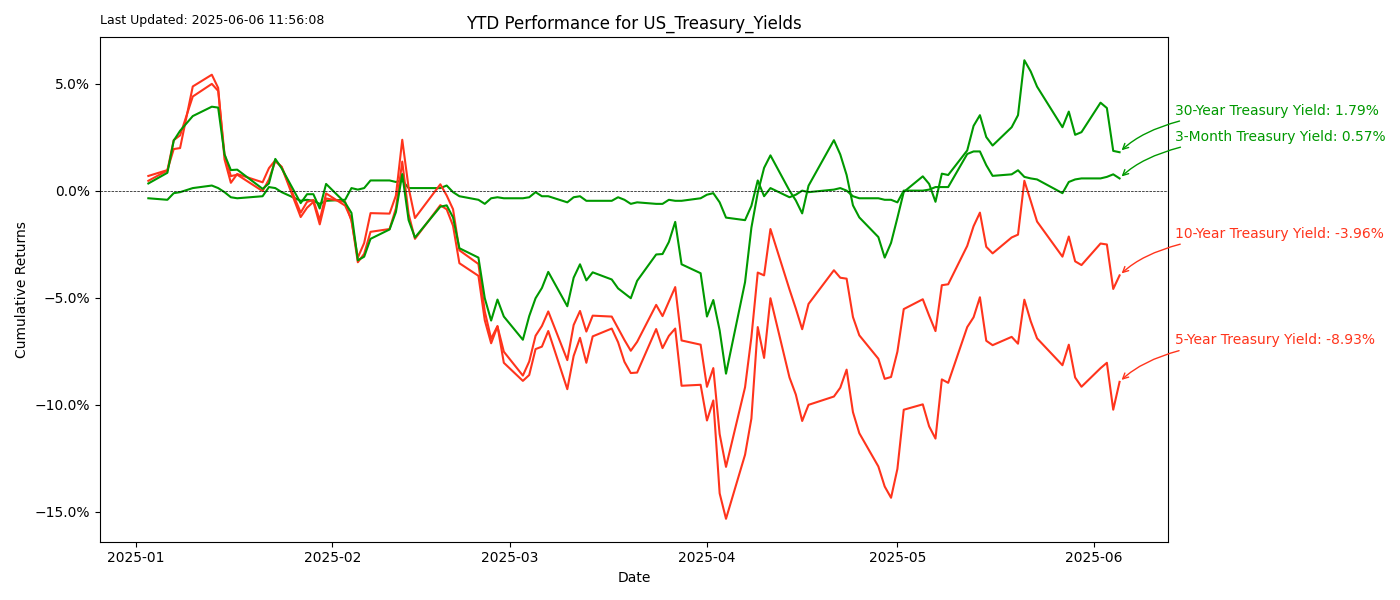 Last Updated: 2025-06-06 11:56:08
YTD Performance for US_Treasury_Yields
5.0%
0.0%
−5.0%
−10.0%
−15.0%
Cumulative Returns
2025-01
2025-02
2025-03
2025-04
2025-05
2025-06
Date
30-Year Treasury Yield: 1.79%
3-Month Treasury Yield: 0.57%
10-Year Treasury Yield: -3.96%
5-Year Treasury Yield: -8.93%